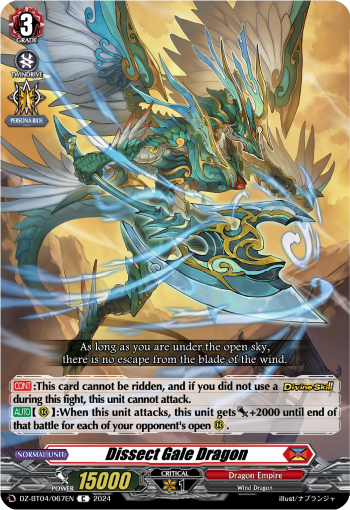 3
GRADE
TWINDRIVE
PERSONA RIDE
As long as you are under the open sky,
there is no escape from the blade of the wind.
CONT:This card cannot be ridden, and if you did not use a Divine Skill
during this fight, this unit cannot attack.
AUTO【 】:When this unit attacks, this unit gets +2000 until end of
that battle for each of your opponent's open .
NORMAL UNIT
Dissect Gale Dragon
POWER 15000
CRITICAL
1
Dragon Empire
Wind Dragon
DZ-BT04/067EN C 2024
illust/ナブランジャ